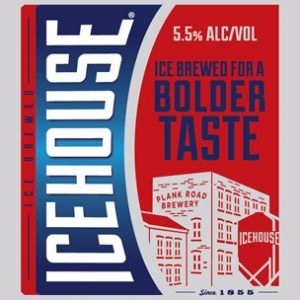 ICE BREWED
ICEHOUSE®
5.5% ALC/VOL
ICE BREWED FOR A
BOLDER
TASTE
PLANK ROAD
BREWERY
ICEHOUSE
Since 1855